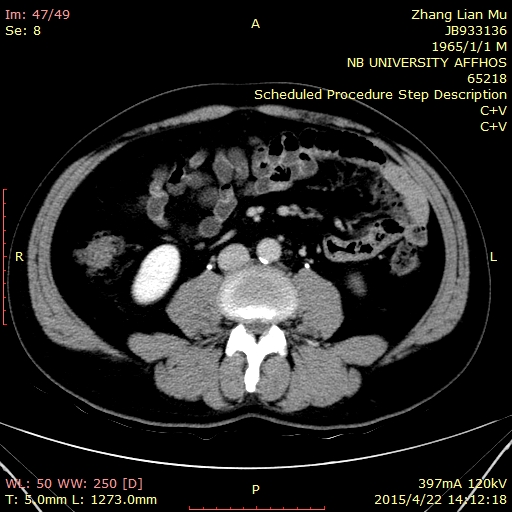 Im: 47/49
Se: 8
A
Zhang Lian Mu
JB933136
1965/1/1 M
NB UNIVERSITY AFFHOS
65218
Scheduled Procedure Step Description
C+V
C+V
R
L
WL: 50 WW: 250 [D]
T: 5.0mm L: 1273.0mm
P
397mA 120kV
2015/4/22 14:12:18